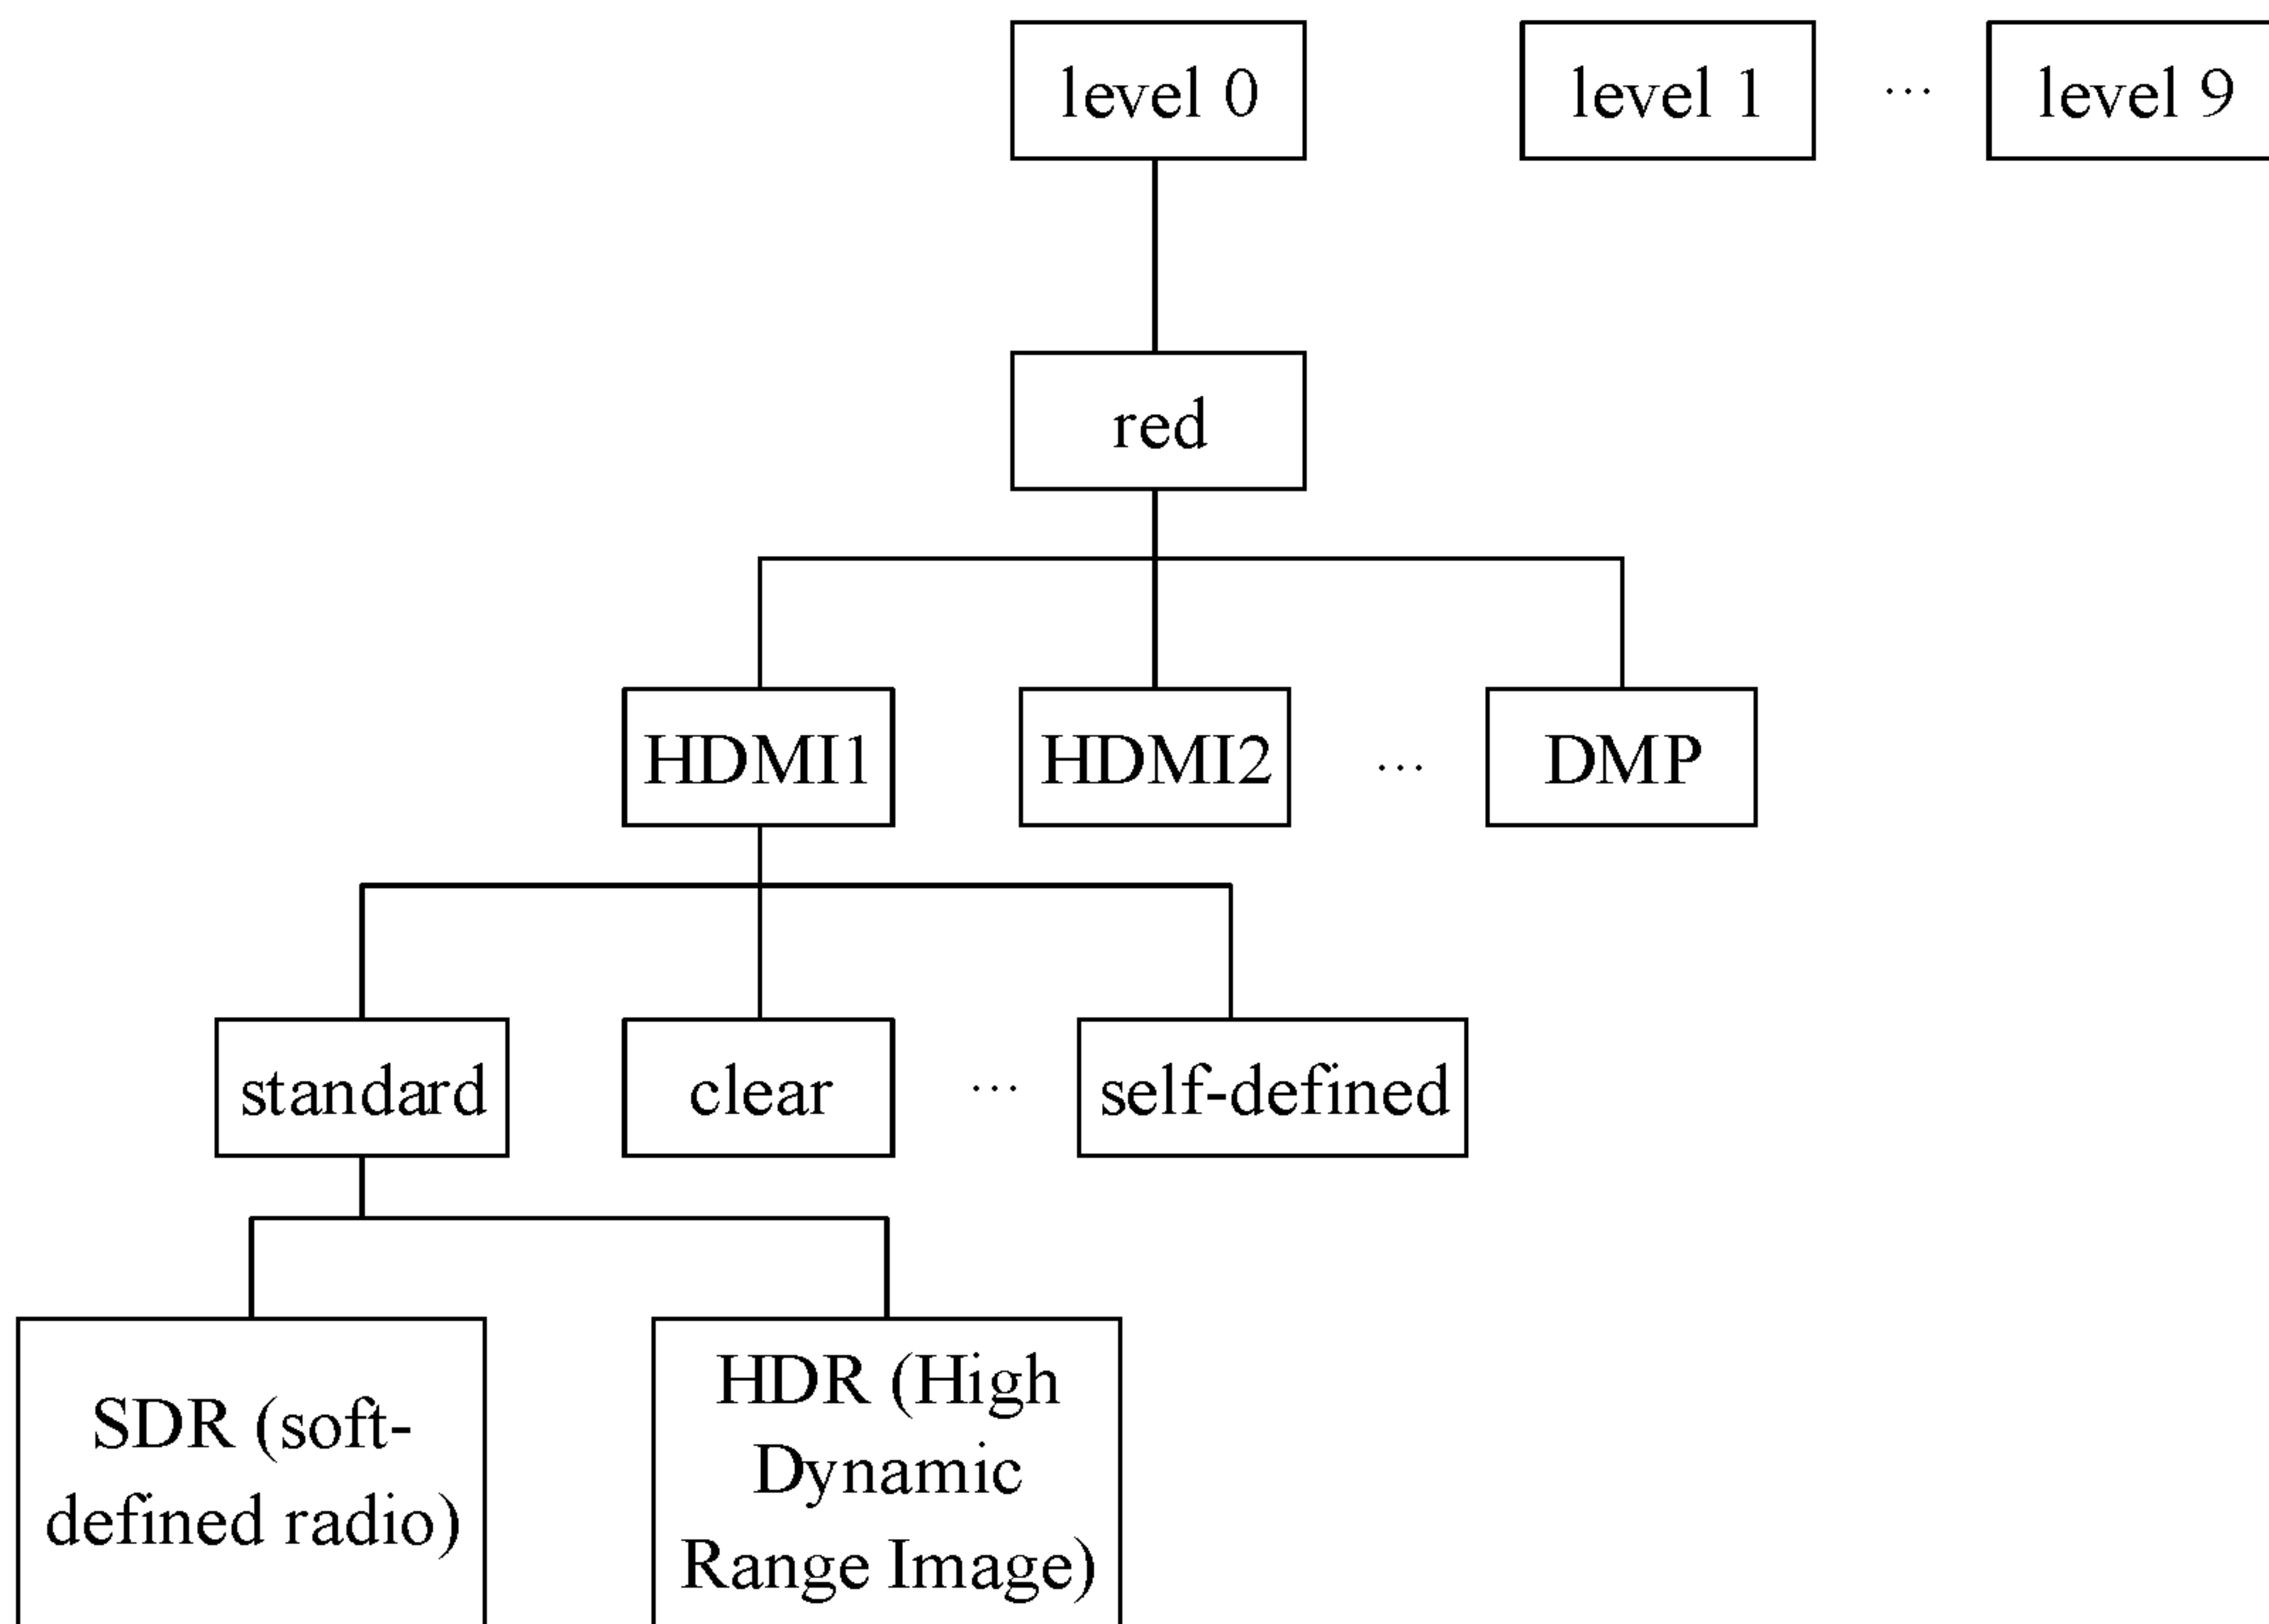 level 0
level 1
...
level 9
red
HDMI1
HDMI2
...
DMP
standard
clear
...
self-defined
SDR (soft-
defined radio)
HDR (High
Dynamic
Range Image)